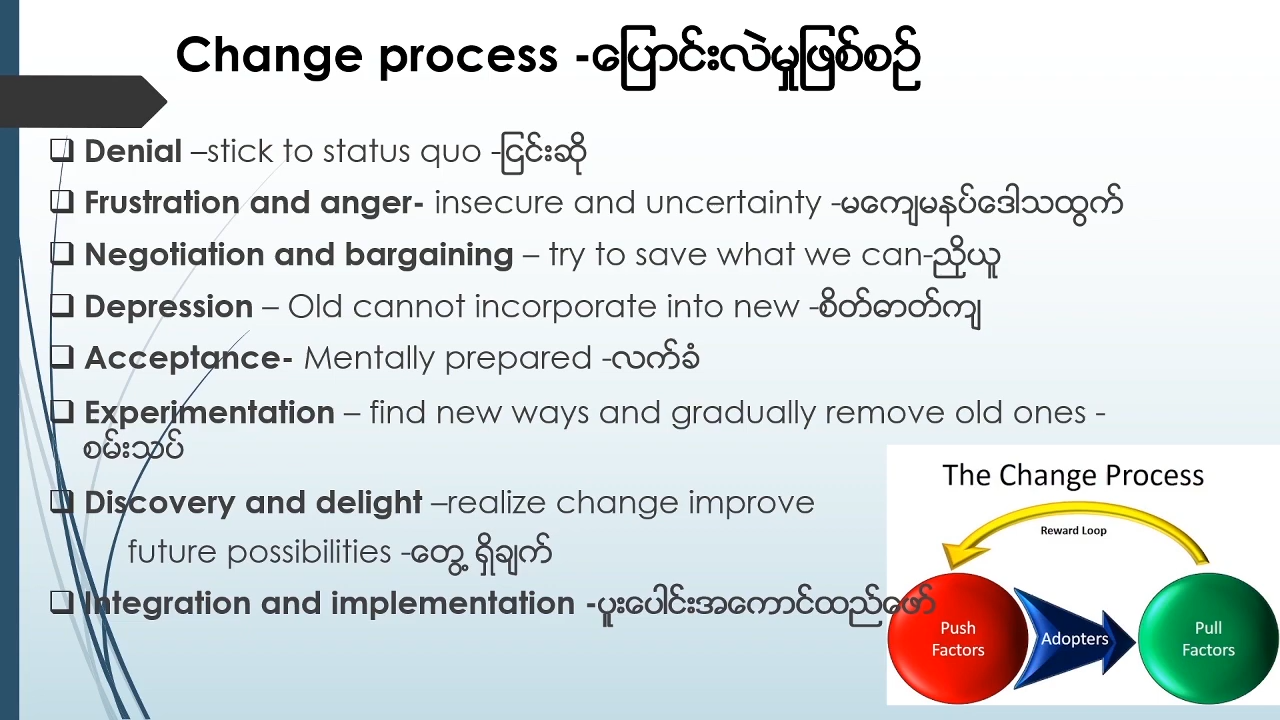 Change process -ပြောင်းလဲမှုဖြစ်စဉ်
❑ Denial –stick to status quo -ငြင်းဆို
❑ Frustration and anger- insecure and uncertainty -မကျေမနပ်ဒေါသထွက်
❑ Negotiation and bargaining – try to save what we can-ညှိယူ
❑ Depression – Old cannot incorporate into new -စိတ်ဓာတ်ကျ
❑ Acceptance- Mentally prepared -လက်ခံ
❑ Experimentation – find new ways and gradually remove old ones -
စမ်းသပ်
❑ Discovery and delight –realize change improve
future possibilities -တွေ့ ရှိချက်
❑ Integration and implementation -ပူးပေါင်းအကောင်ထည်ဖော်
The Change Process
Reward Loop
Push
Factors
Adopters
Pull
Factors